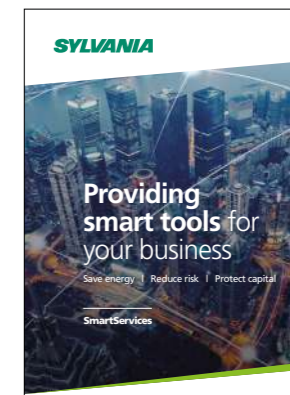 SYLVANIA
Providing
smart tools for
your business
Save energy | Reduce risk | Protect capital
SmartServices